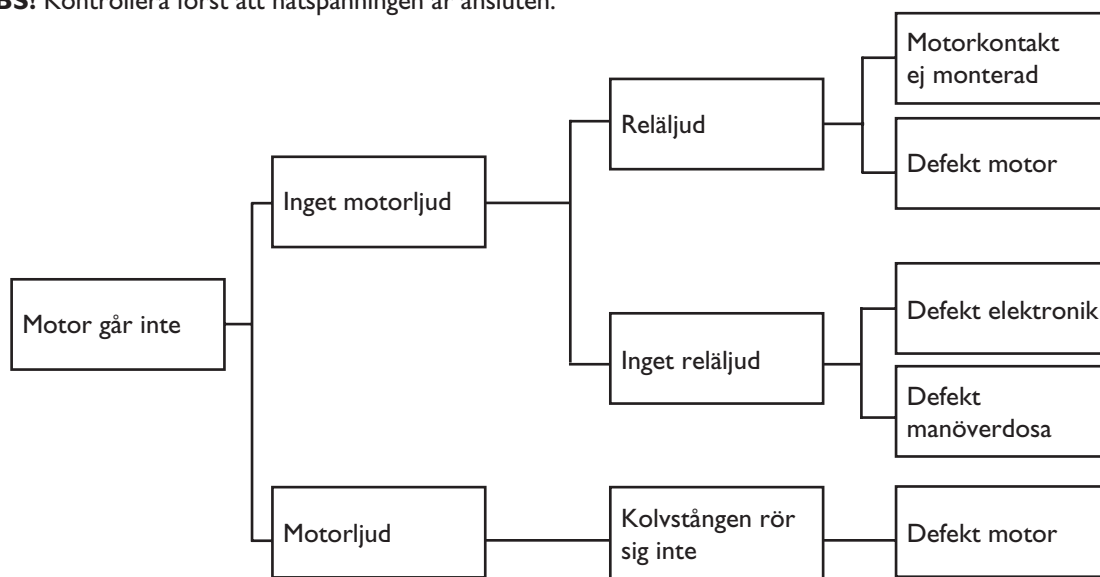 BS! Kontrollera först att nätspänningen är ansluten.
Motorkontakt
ej monterad
Reläljud
Defekt motor
Inget motorljud
Motor går inte
Defekt elektronik
Inget reläljud
Defekt
manöverdosa
Motorljud
Kolvstången rör
sig inte
Defekt motor